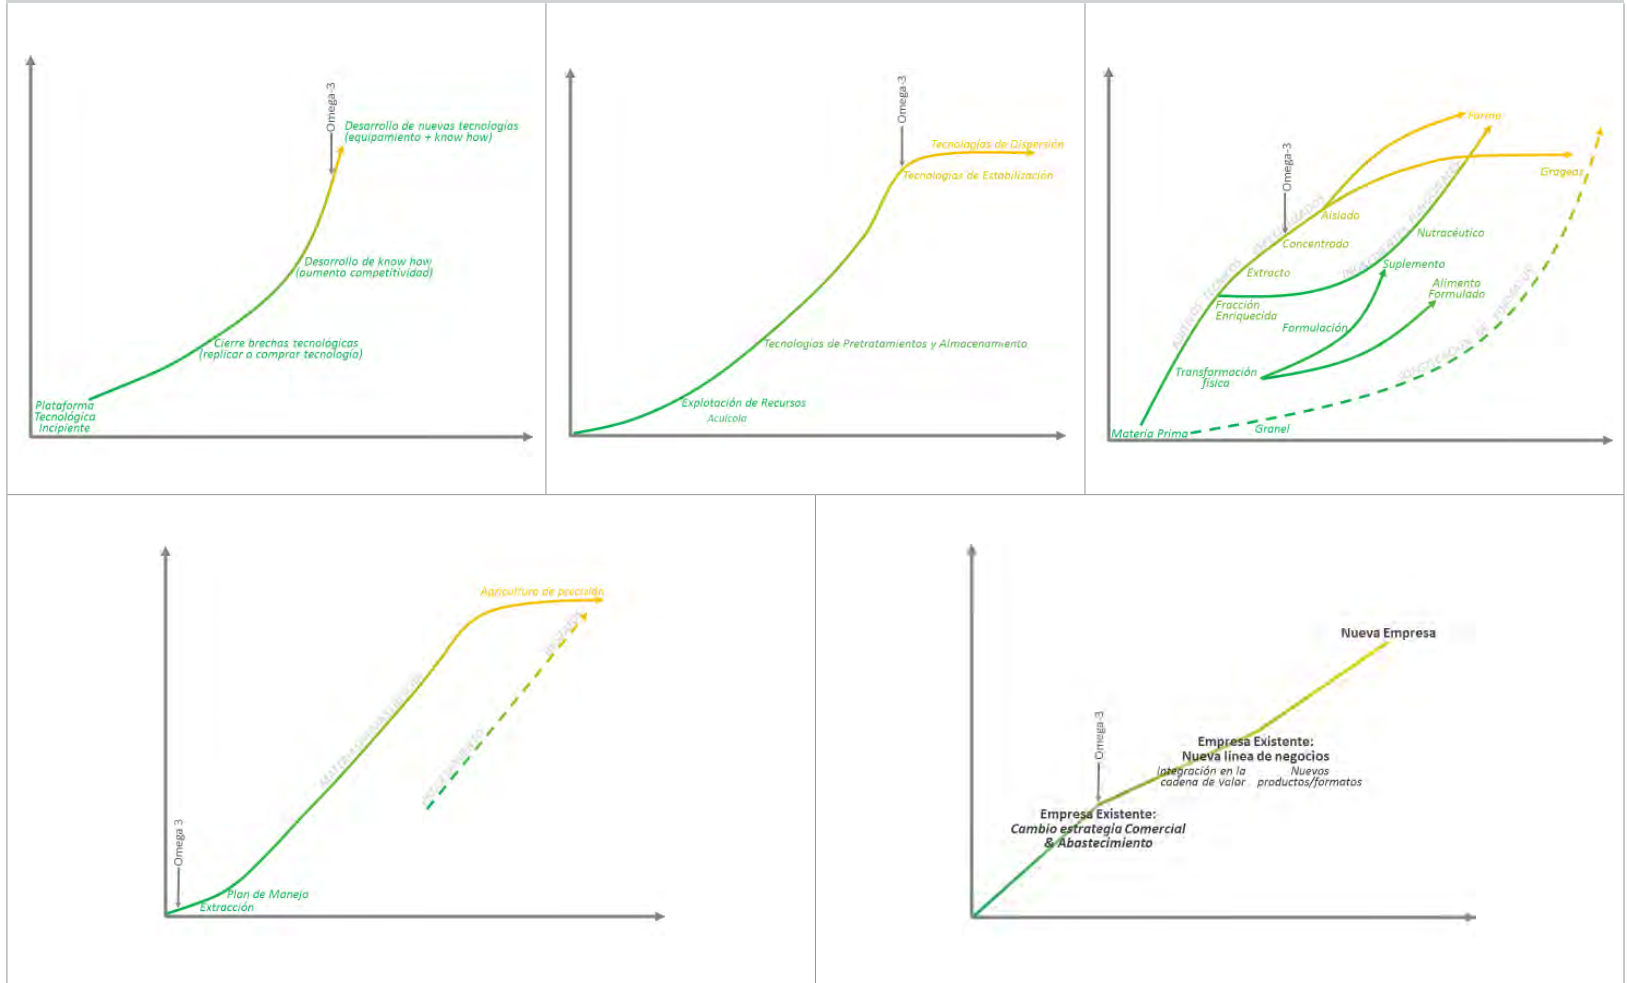 Omega-3
Desarrollo de nuevas tecnologías
(equipamiento + know how)
Desarrollo de know how
(aumento competitividad)
Cierre brechas tecnológicas
(replicar o comprar tecnología)
Plataforma
Tecnológica
Incipiente
Omega-3
Tecnologías de Dispersión
Tecnologías de Estabilización
Tecnologías de Pretratamientos y Almacenamiento
Explotación de Recursos
Acuícola
Omega-3
Farma
Grageas
Aislado
Concentrado
Nutracéutico
Extracto
Suplemento
Fracción
Enriquecida
Alimento
Formulado
Formulación
Transformación
física
Materia Prima
Granel
Agricultura de precisión
Omega 3
Plan de Manejo
Extracción
Nueva Empresa
Omega-3
Empresa Existente:
Nueva línea de negocios
Integración en la
cadena de valor
Nuevos
productos/formatos
Empresa Existente:
Cambio estrategia Comercial
& Abastecimiento